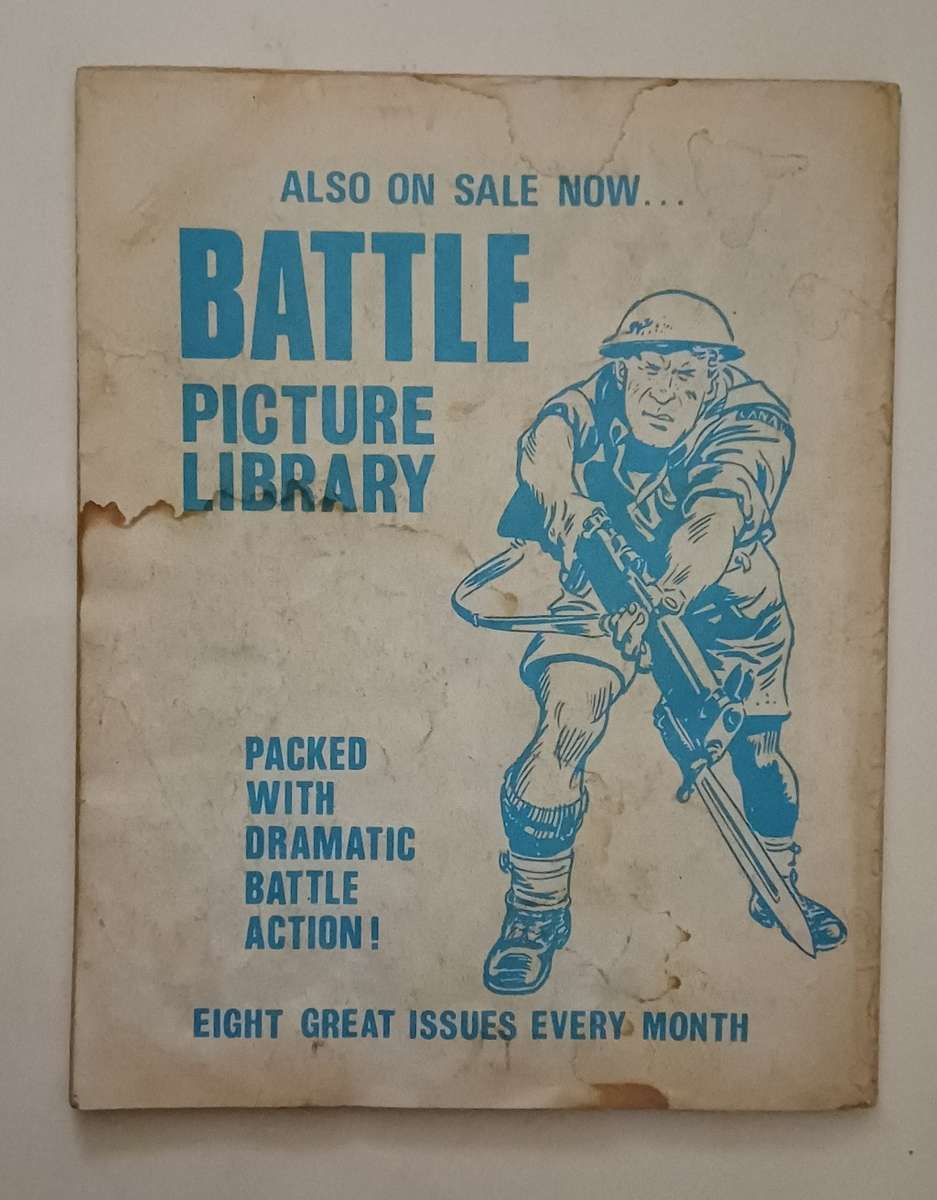 ALSO ON SALE NOW...
BATTLE
PICTURE
LIBRARY
PACKED
WITH
DRAMATIC
BATTLE
ACTION!
EIGHT GREAT ISSUES EVERY MONTH